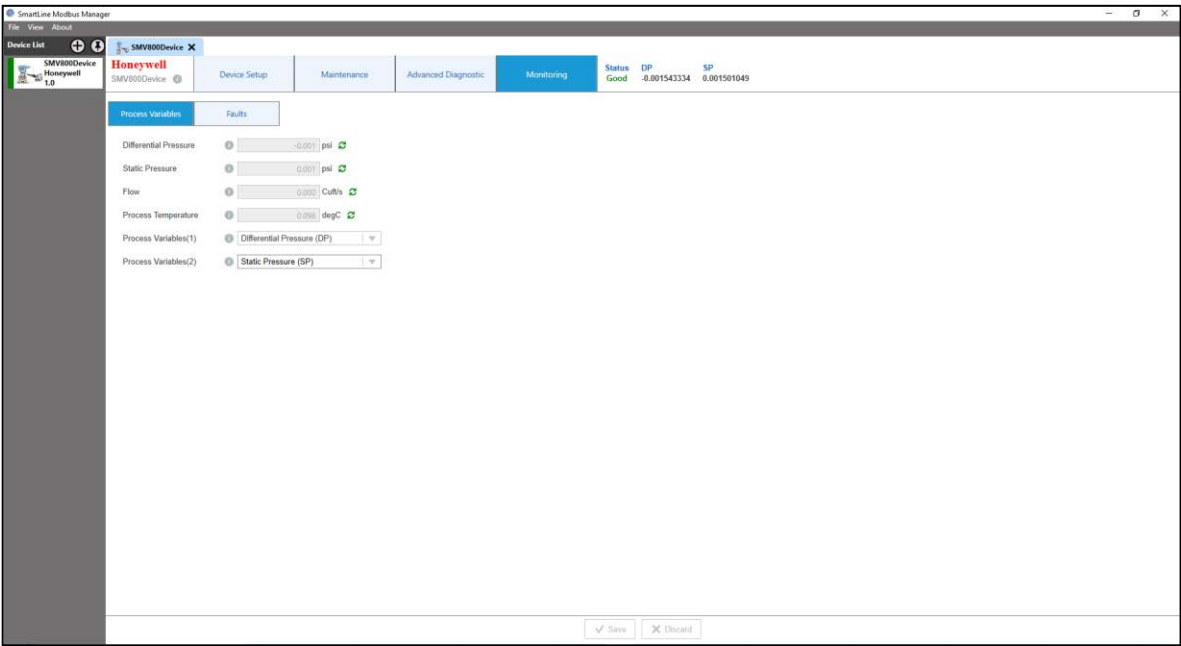 SmartLine Modbus Manager
File View About
Device List
SMV800Device
Honeywell
1.0
SMV800Device X
Honeywell
SMV800Device
Device Setup
Maintenance
Advanced Diagnostic
Monitoring
Status DP SP
Good -0.001543334 0.001501049
Process Variables
Faults
Differential Pressure -0.001 psi
Static Pressure 0.001 psi
Flow 0.000 Cuft/s
Process Temperature 0.096 degC
Process Variables(1) Differential Pressure (DP)
Process Variables(2) Static Pressure (SP)
Save
Discard